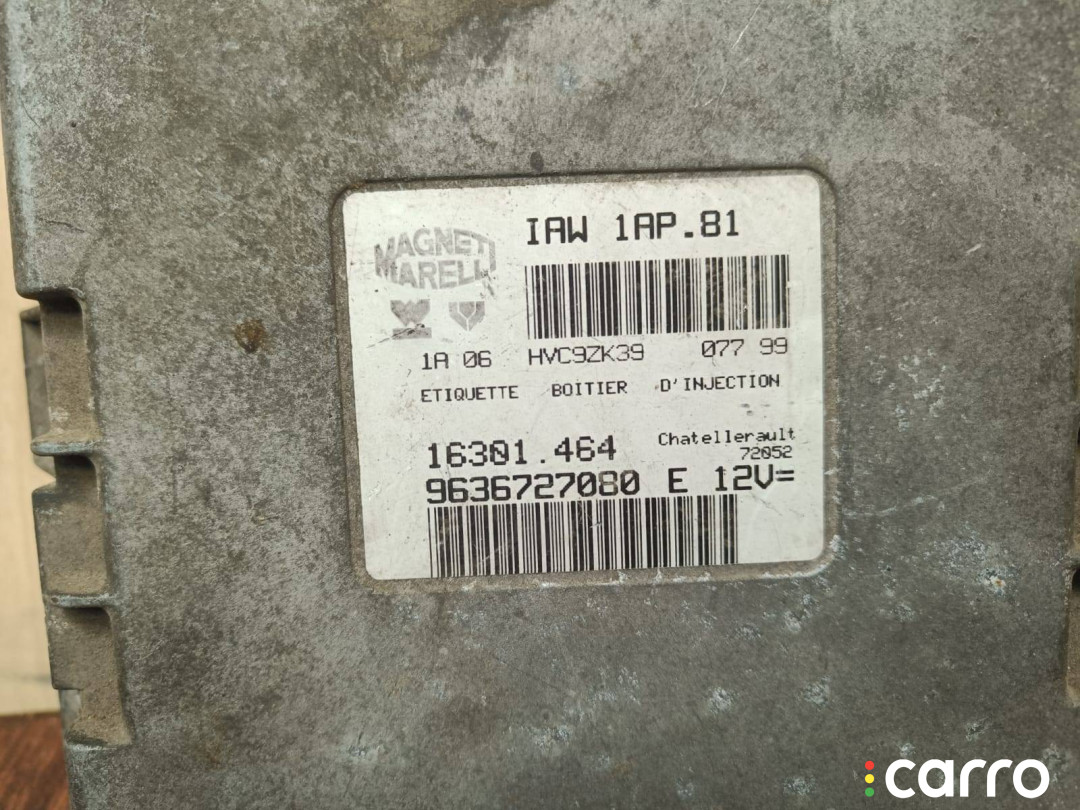 IAW 1AP.81
MAGNETI
MARELLI
1A 06 HVC9ZK39 077 99
ETIQUETTE BOITIER D'INJECTION
16301.464 Chatellerault
72052
9636727080 E 12V=
carro